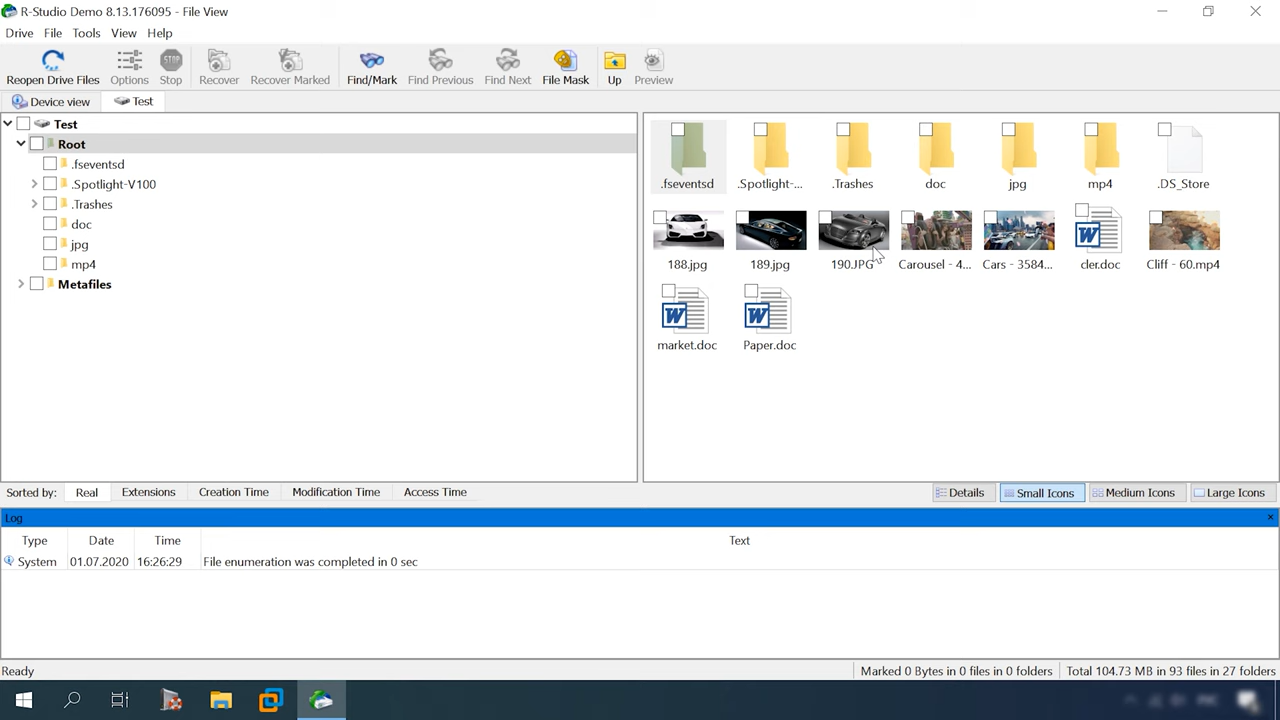 R-Studio Demo 8.13.176095 - File View
Drive File Tools View Help
Reopen Drive Files Options Stop Recover Recover Marked Find/Mark Find Previous Find Next File Mask Up Preview
Device view Test
Test
Root
.fseventsd
.Spotlight-V100
.Trashes
doc
jpg
mp4
Metafiles
.fseventsd .Spotlight-... .Trashes doc jpg mp4 .DS_Store
188.jpg 189.jpg 190.JPG Carousel - 4... Cars - 3584... cler.doc Cliff - 60.mp4
market.doc Paper.doc
Sorted by: Real Extensions Creation Time Modification Time Access Time
Details Small Icons Medium Icons Large Icons
Log
Type Date Time Text
System 01.07.2020 16:26:29 File enumeration was completed in 0 sec
Ready
Marked 0 Bytes in 0 files in 0 folders
Total 104.73 MB in 93 files in 27 folders